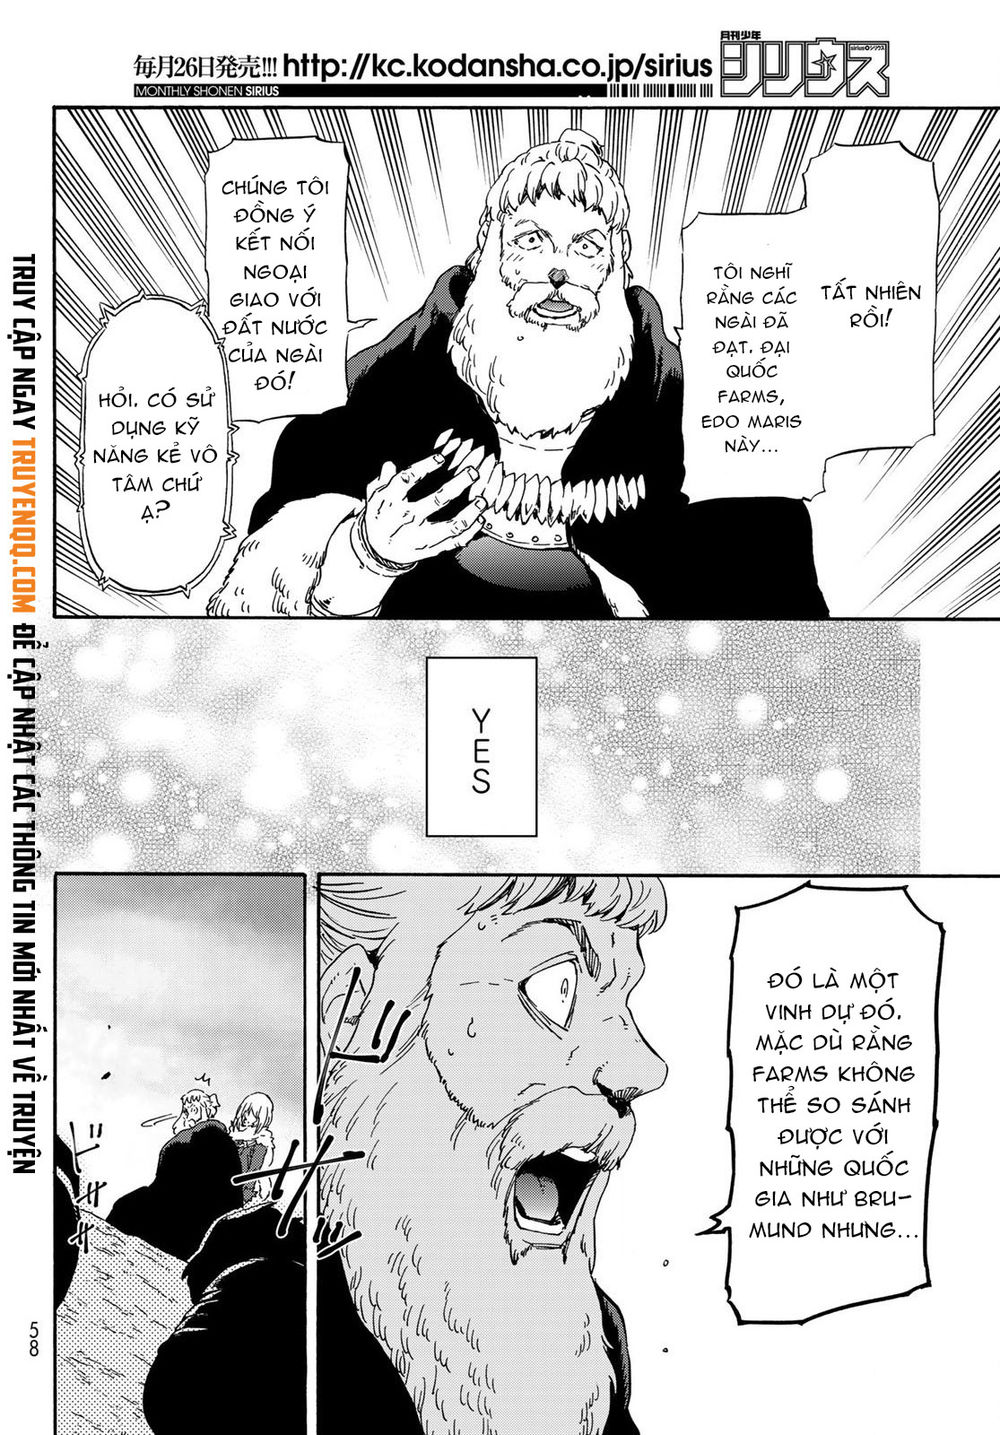 毎月26日発売!!! http://kc.kodansha.co.jp/sirius
MONTHLY SHONEN SIRIUS
月刊少年
シリウス
TẤT NHIÊN
RỒI!
TÔI NGHĨ
RẰNG CÁC
NGÀI ĐÃ
ĐẠT. ĐẠI
QUỐC
FARMS,
EDO MARIS
NÀY...
CHÚNG TÔI
ĐỒNG Ý
KẾT NỐI
NGOẠI
GIAO VỚI
ĐẤT NƯỚC
CỦA NGÀI
ĐÓ!
HỎI. CÓ SỬ
DỤNG KỸ
NĂNG KẺ VÔ
TÂM CHỨ
Ạ?
YES
ĐÓ LÀ MỘT
VINH DỰ ĐÓ.
MẶC DÙ RẰNG
FARMS KHÔNG
THỂ SO SÁNH
ĐƯỢC VỚI
NHỮNG QUỐC
GIA NHƯ BRU-
MUND NHƯNG...
ドザッ
ドザ
TRUY CẬP NGAY TRUYENQQ.COM ĐỂ CẬP NHẬT CÁC THÔNG TIN MỚI NHẤT VỀ TRUYỆN
58